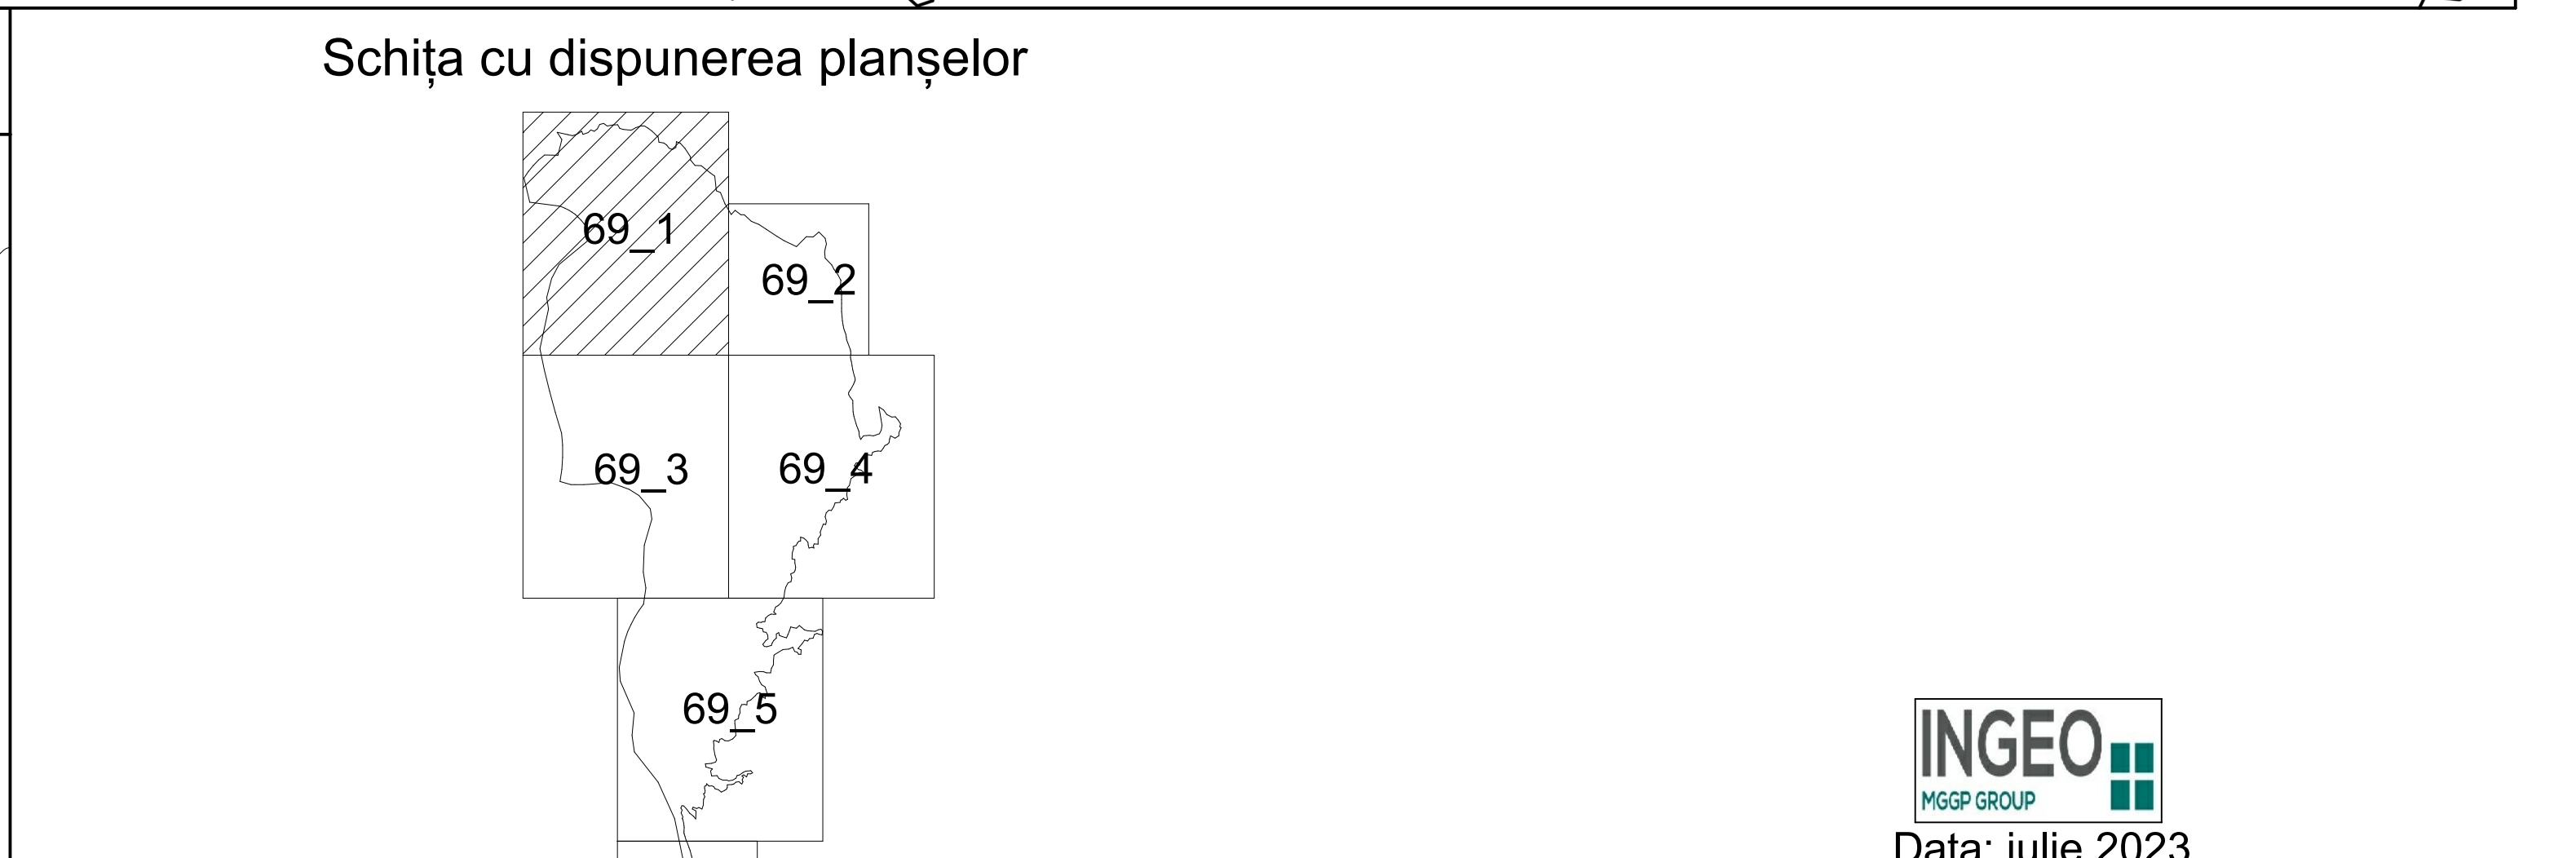 Schița cu dispunerea planșelor
69_1
69_2
69_3
69_4
69_5
INGEO
MGGP GROUP
Data: iulie 2023